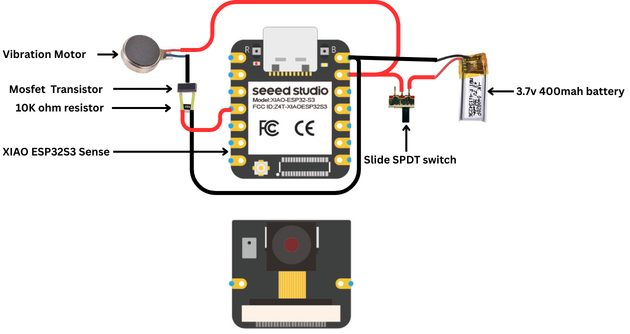 Vibration Motor
Mosfet Transistor
10K ohm resistor
XIAO ESP32S3 Sense
R
B
seeed studio
Model:XIAO-ESP32-S3
FCC ID:Z4T-XIAOESP32S3
FC CE
3.7v 400mah battery
Slide SPDT switch